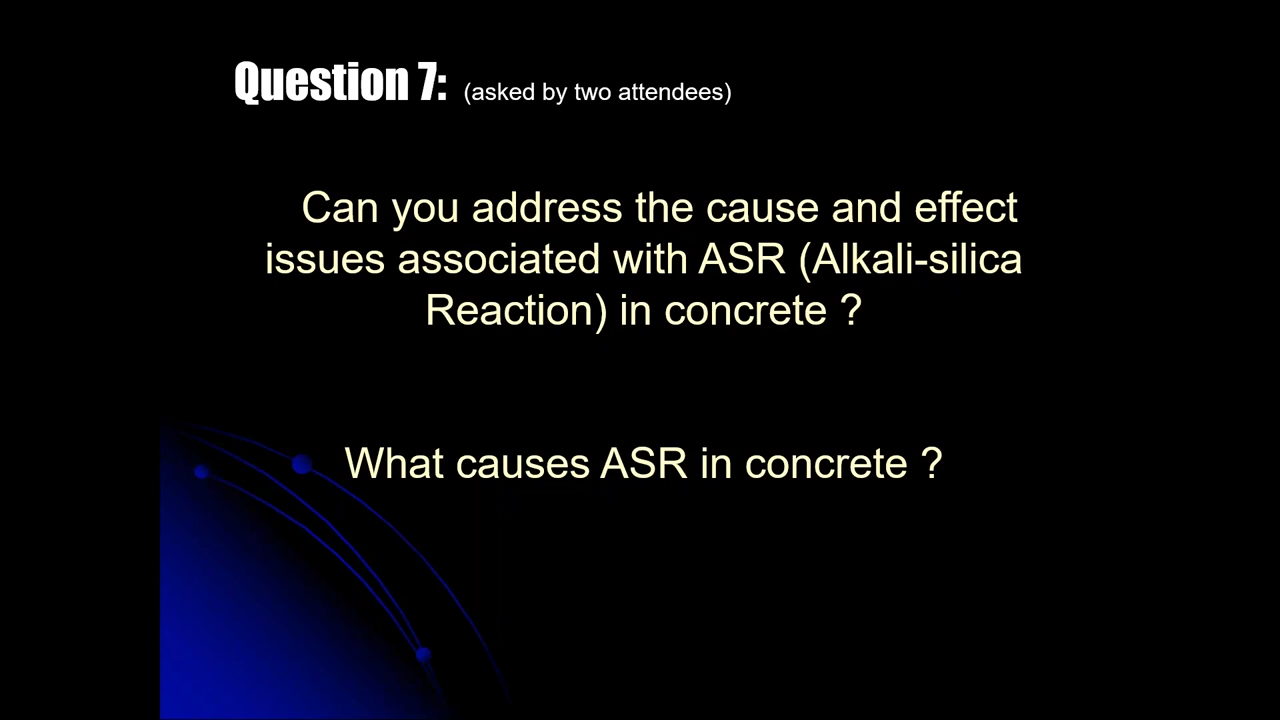 Question 7: (asked by two attendees)
Can you address the cause and effect
issues associated with ASR (Alkali-silica
Reaction) in concrete ?
What causes ASR in concrete ?